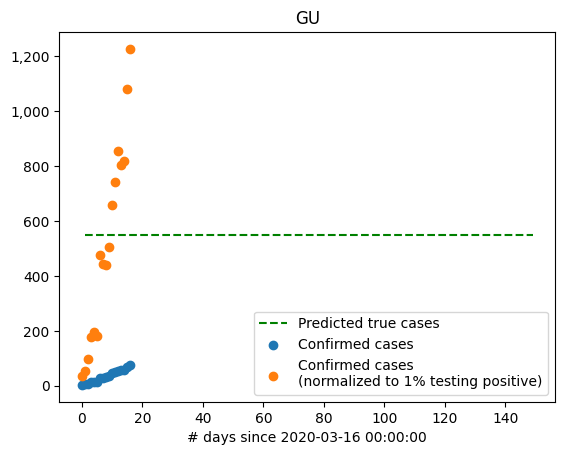 GU
1,200
1,000
800
600
400
200
0
Predicted true cases
Confirmed cases
Confirmed cases
(normalized to 1% testing positive)
0 20 40 60 80 100 120 140
# days since 2020-03-16 00:00:00